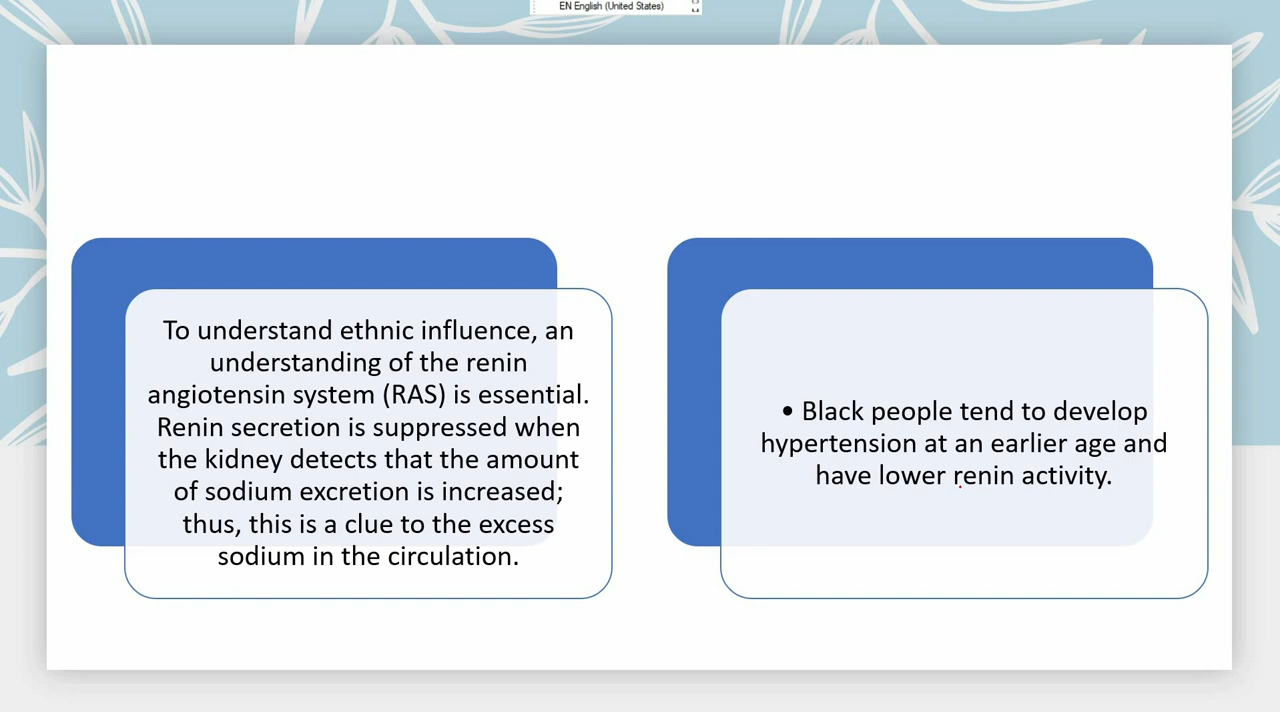 EN English (United States)
To understand ethnic influence, an
understanding of the renin
angiotensin system (RAS) is essential.
Renin secretion is suppressed when
the kidney detects that the amount
of sodium excretion is increased;
thus, this is a clue to the excess
sodium in the circulation.
• Black people tend to develop
hypertension at an earlier age and
have lower renin activity.